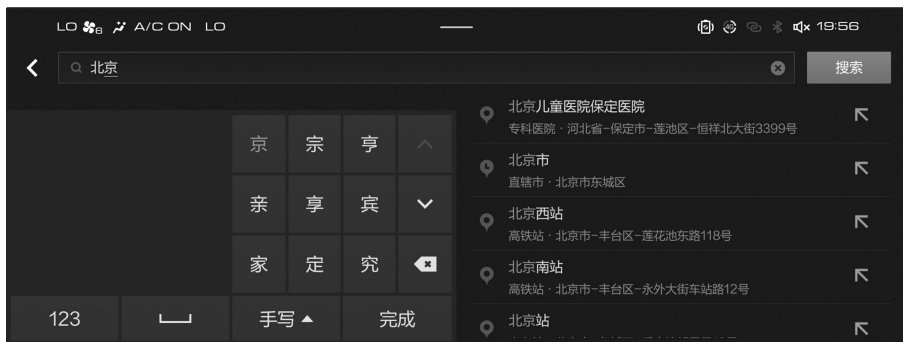 LO 6 A/C ON LO 4G 19:56
北京 搜索
京 宗 亨
亲 享 宾
家 定 究
123 手写 完成
北京儿童医院保定医院
专科医院 · 河北省-保定市-莲池区-恒祥北大街3399号
北京市
直辖市 · 北京市东城区
北京西站
高铁站 · 北京市-丰台区-莲花池东路118号
北京南站
高铁站 · 北京市-丰台区-永外大街车站路12号
北京站